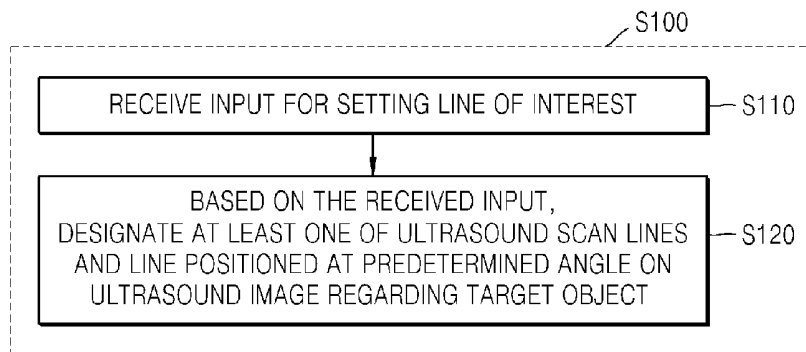 S100
RECEIVE INPUT FOR SETTING LINE OF INTEREST
S110
BASED ON THE RECEIVED INPUT,
DESIGNATE AT LEAST ONE OF ULTRASOUND SCAN LINES
AND LINE POSITIONED AT PREDETERMINED ANGLE ON
ULTRASOUND IMAGE REGARDING TARGET OBJECT
S120